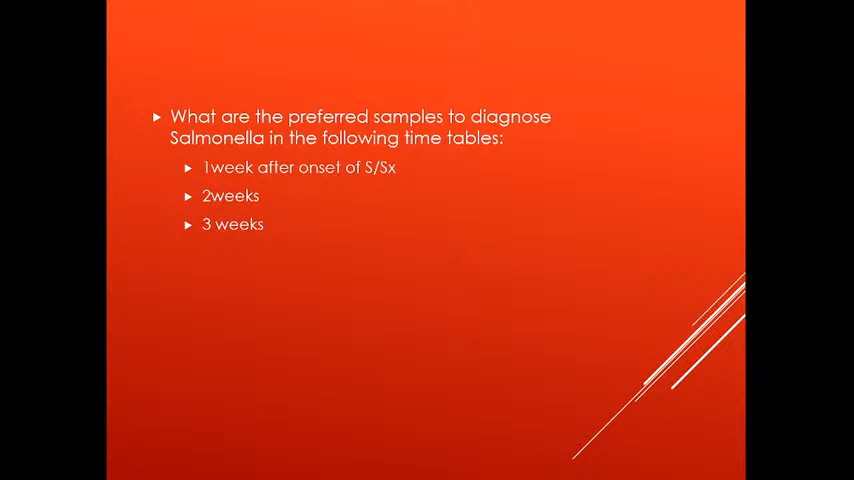 What are the preferred samples to diagnose
Salmonella in the following time tables:
1week after onset of S/Sx
2weeks
3 weeks